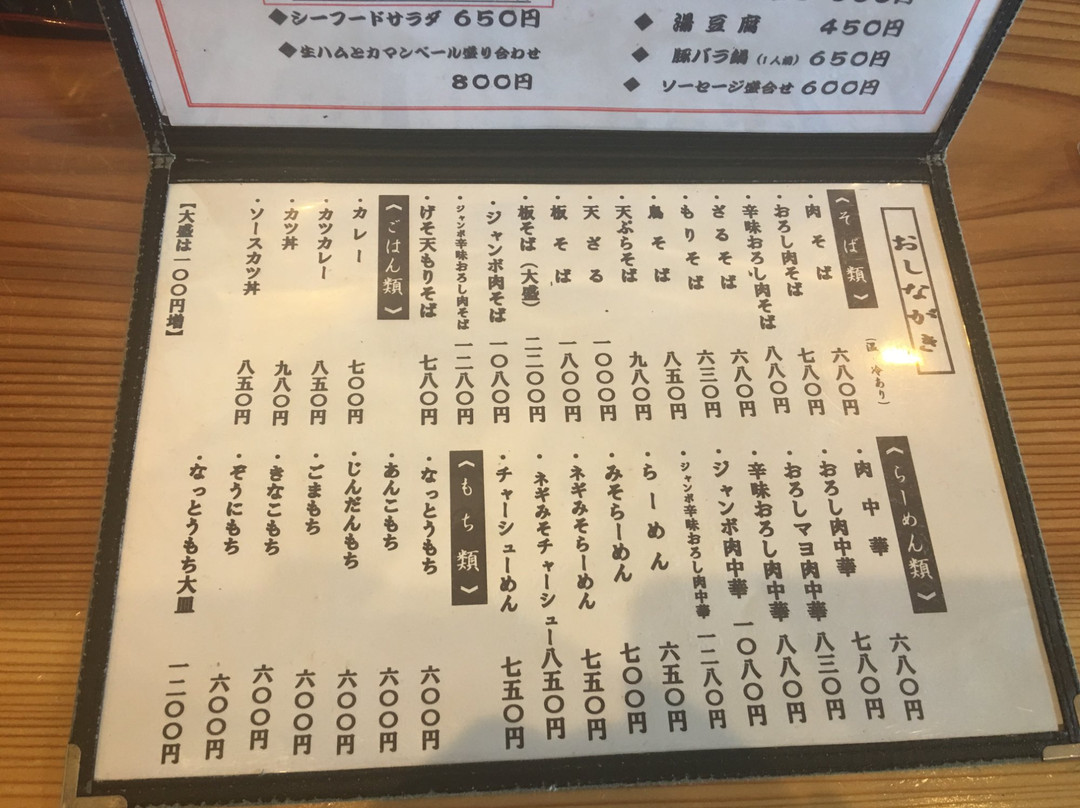 ◆シーフードサラダ 650円
◆生ハムとカマンベール盛り合わせ
800円
◆ 湯豆腐 450円
◆ 豚バラ鍋(1人鍋) 650円
◆ ソーセージ盛合せ 600円
おしながき
《そば類》
冷あり）
・肉そば 六八〇円
・おろし肉そば 七八〇円
・辛味おろし肉そば 八八〇円
・ざるそば 六八〇円
・もりそば 六三〇円
・鳥そば 八五〇円
・天ぷらそば 九八〇円
・天ざる 一〇〇〇円
・板そば 一八〇〇円
・板そば（大盛） 二二〇〇円
・ジャンボ肉そば 一〇八〇円
・ジャンボ辛味おろし肉そば 一二八〇円
・げそ天もりそば 七八〇円
《ごはん類》
・カレー 七〇〇円
・カツカレー 八五〇円
・カツ丼 九八〇円
・ソースカツ丼 八五〇円
【大盛は一〇〇円増】
《らーめん類》
・肉中華 六八〇円
・おろし肉中華 七八〇円
・おろしマヨ肉中華 八三〇円
・辛味おろし肉中華 八八〇円
・ジャンボ肉中華 一〇八〇円
・ジャンボ辛味おろし肉中華 一二八〇円
・らーめん 六五〇円
・みそらーめん 七〇〇円
・ネギみそらーめん 七五〇円
・ネギみそチャーシュー 八五〇円
・チャーシューめん 七五〇円
《もち類》
・なっとうもち 六〇〇円
・あんこもち 六〇〇円
・じんだんもち 六〇〇円
・ごまもち 六〇〇円
・きなこもち 六〇〇円
・ぞうにもち 六〇〇円
・なっとうもち大皿 一二〇〇円